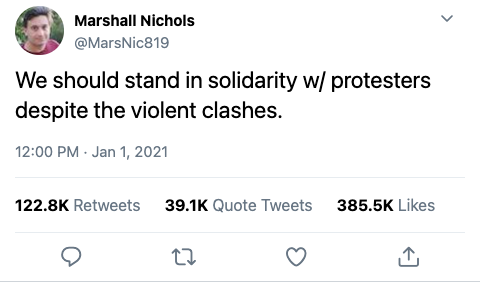 Marshall Nichols
@MarsNic819
We should stand in solidarity w/ protesters
despite the violent clashes.
12:00 PM · Jan 1, 2021
122.8K Retweets 39.1K Quote Tweets 385.5K Likes